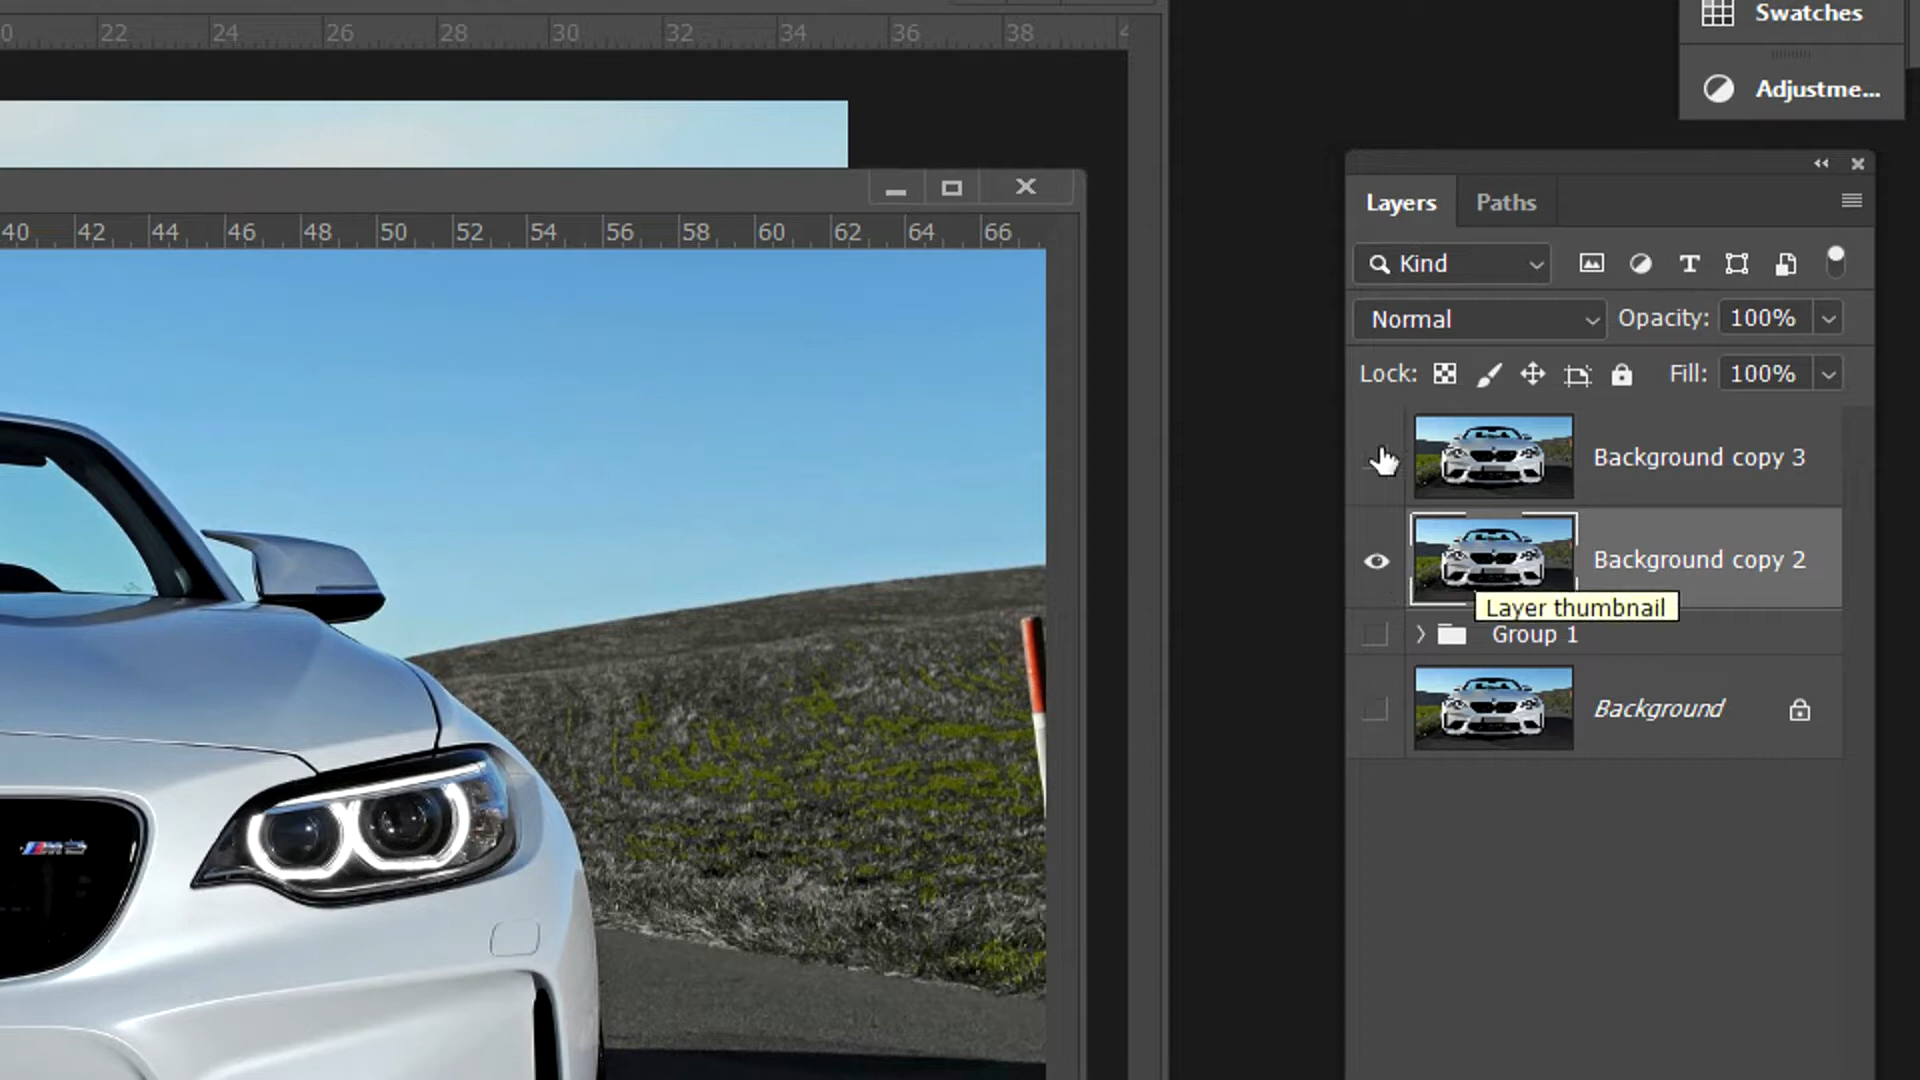 22 24 26 28 30 32 34 36 38
Swatches
Adjustme...
40 42 44 46 48 50 52 54 56 58 60 62 64 66
Layers Paths
Kind
Normal Opacity: 100%
Lock: Fill: 100%
Background copy 3
Background copy 2
Layer thumbnail
Group 1
Background